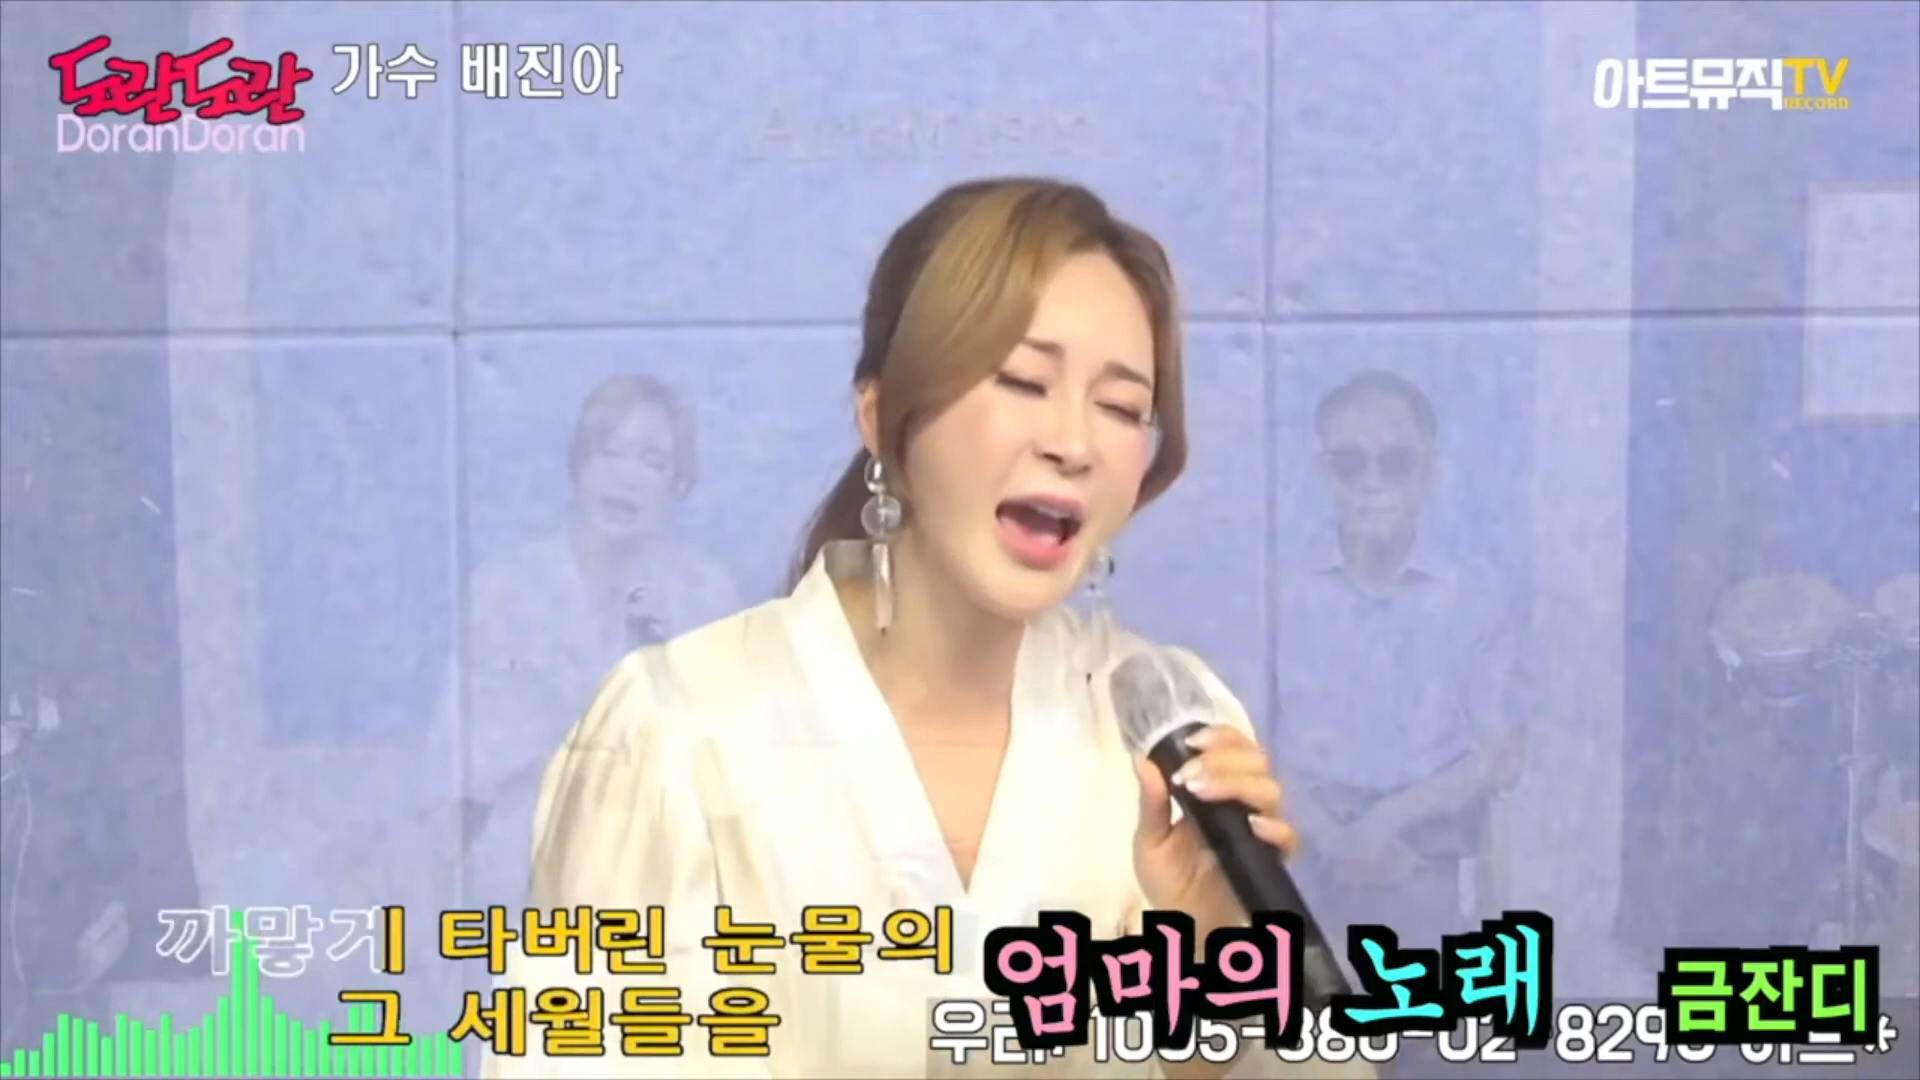 도란도란 가수 배진아
DoranDoran
아트뮤직TV
RECORD
ArtMusic
까맣게 타버린 눈물의
그 세월들을
엄마의 노래
금잔디